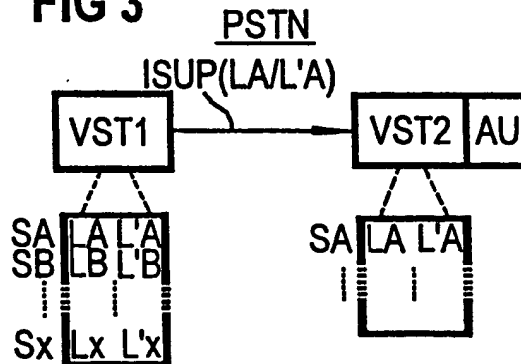 FIG 3
PSTN
ISUP(LA/L'A)
VST1
VST2 AU
SA LA L'A
SB LB L'B
Sx Lx L'x
SA LA L'A